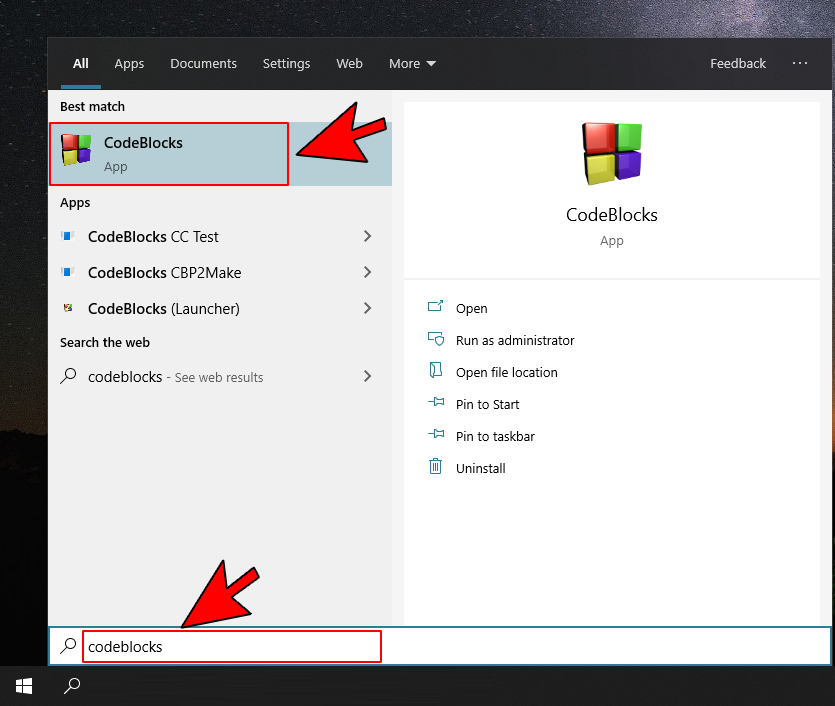 All Apps Documents Settings Web More Feedback ...
Best match
CodeBlocks
App
Apps
CodeBlocks CC Test
CodeBlocks CBP2Make
CodeBlocks (Launcher)
Search the web
codeblocks - See web results
CodeBlocks
App
Open
Run as administrator
Open file location
Pin to Start
Pin to taskbar
Uninstall
codeblocks